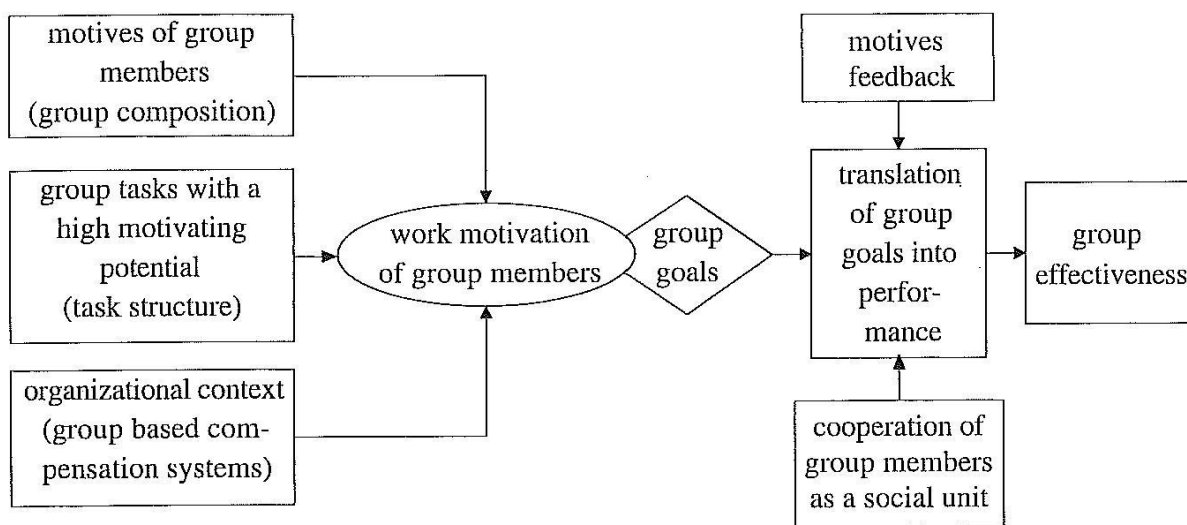 motives of group
members
(group composition)
group tasks with a
high motivating
potential
(task structure)
organizational context
(group based com-
pensation systems)
work motivation
of group members
group
goals
motives
feedback
translation
of group
goals into
perfor-
mance
cooperation of
group members
as a social unit
group
effectiveness